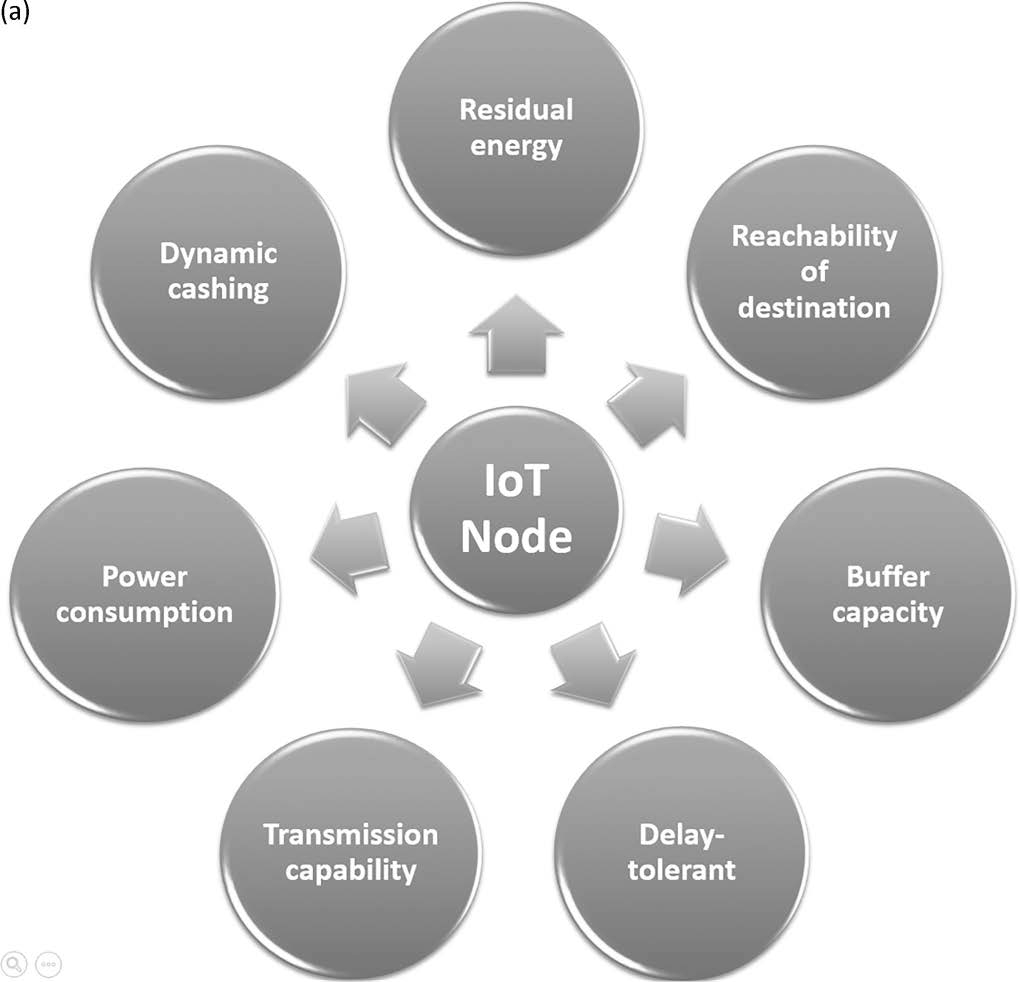 (a)
Residual
energy
Reachability
of
destination
Buffer
capacity
Delay-
tolerant
Transmission
capability
Power
consumption
Dynamic
cashing
IoT
Node